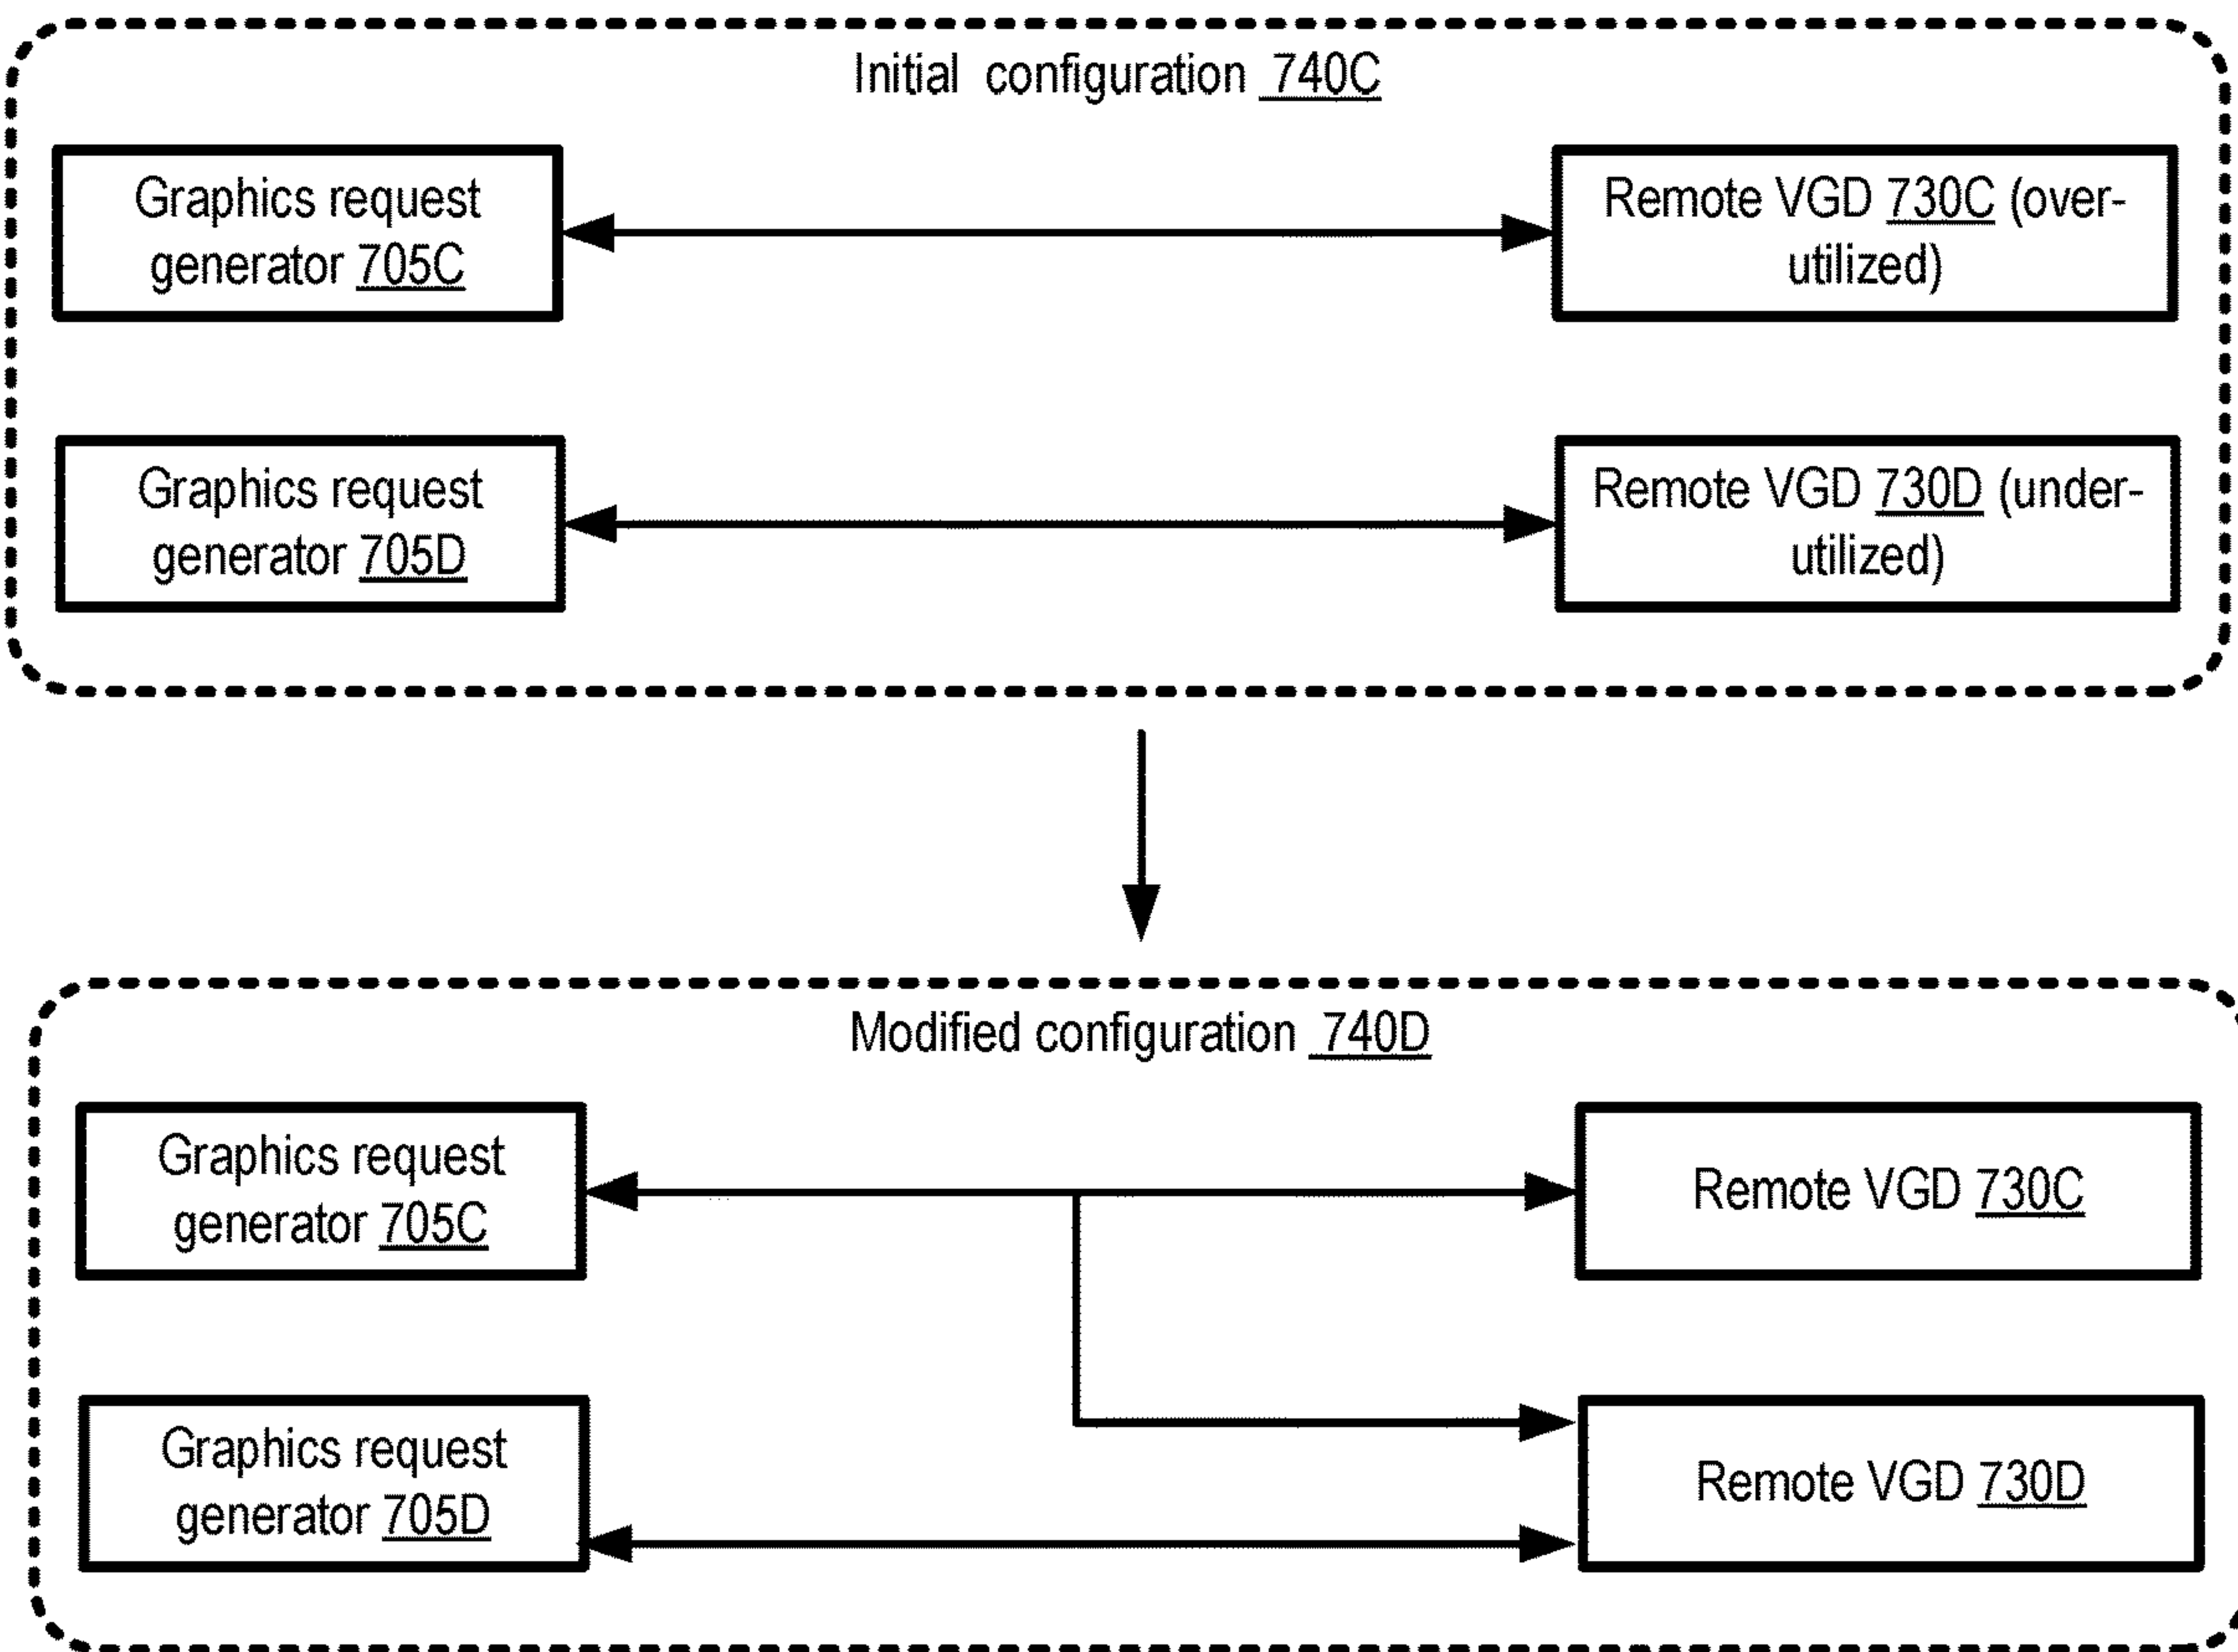 Initial configuration 740C
Graphics request
generator 705C
Remote VGD 730C (over-
utilized)
Graphics request
generator 705D
Remote VGD 730D (under-
utilized)
Modified configuration 740D
Graphics request
generator 705C
Remote VGD 730C
Graphics request
generator 705D
Remote VGD 730D